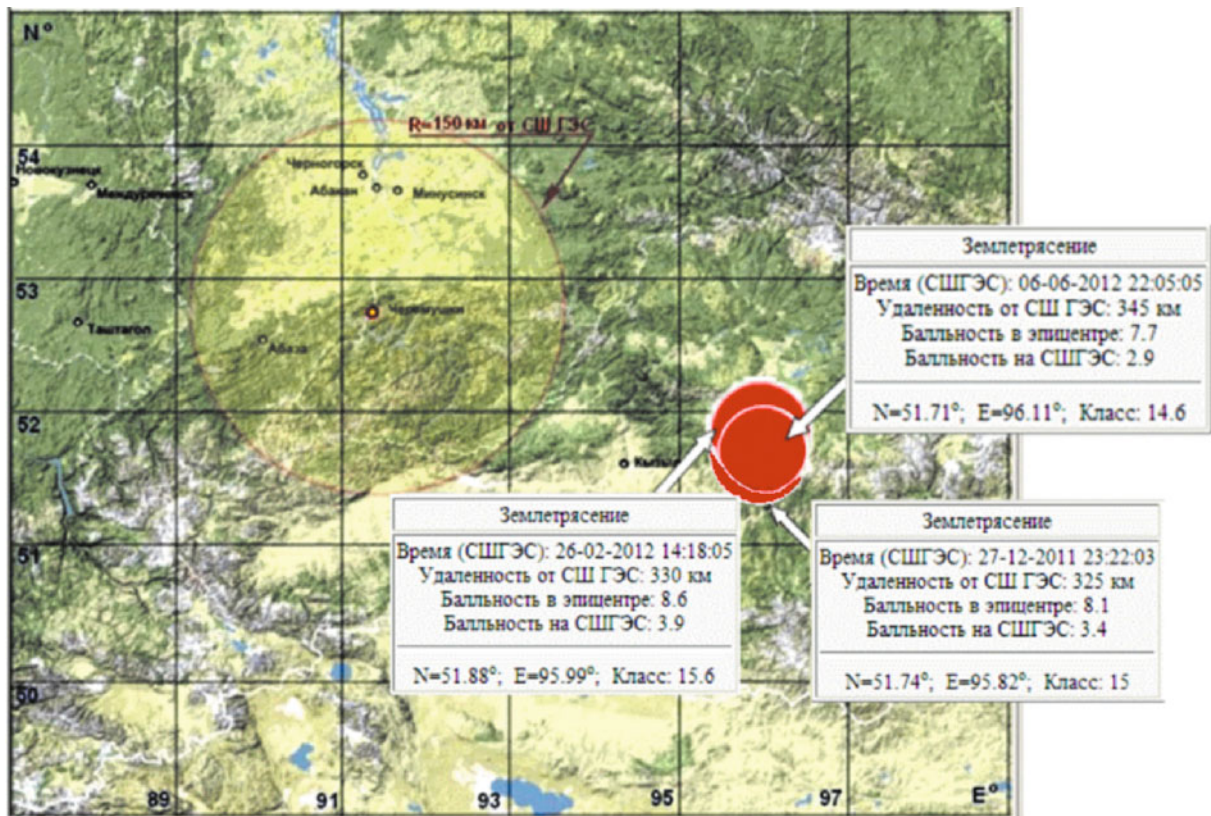 N°
R=150 км от СШ ГЭС
54
Новокузнецк
Черногорск
Междуреченск
Абакан
Минусинск
Землетрясение
Время (СШГЭС): 06-06-2012 22:05:05
Удаленность от СШ ГЭС: 345 км
Балльность в эпицентре: 7.7
Балльность на СШГЭС: 2.9
N=51.71°; E=96.11°; Класс: 14.6
53
Черемушки
Таштагол
Абаза
52
Кызыл
Землетрясение
Время (СШГЭС): 26-02-2012 14:18:05
Удаленность от СШ ГЭС: 330 км
Балльность в эпицентре: 8.6
Балльность на СШГЭС: 3.9
N=51.88°; E=95.99°; Класс: 15.6
Землетрясение
Время (СШГЭС): 27-12-2011 23:22:03
Удаленность от СШ ГЭС: 325 км
Балльность в эпицентре: 8.1
Балльность на СШГЭС: 3.4
N=51.74°; E=95.82°; Класс: 15
51
50
89
91
93
95
97
E°